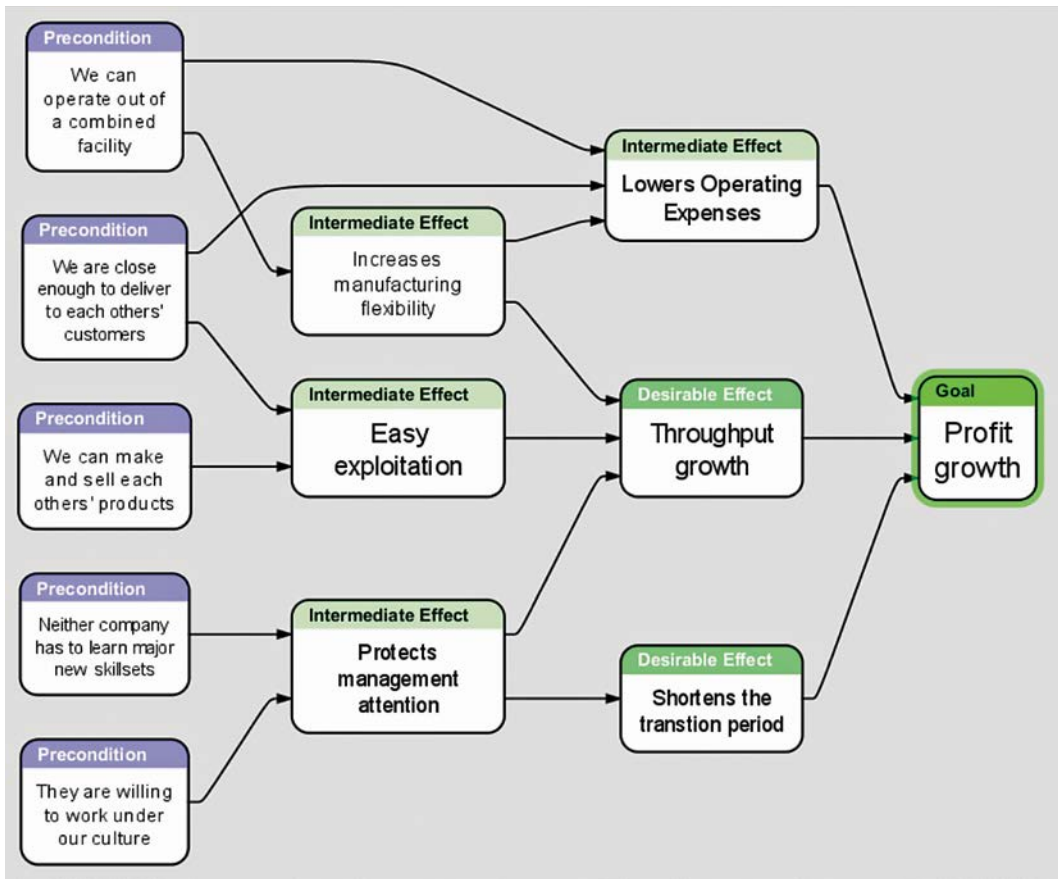 Precondition
We can
operate out of
a combined
facility
Precondition
We are close
enough to deliver
to each others'
customers
Precondition
We can make
and sell each
others' products
Precondition
Neither company
has to learn major
new skillsets
Precondition
They are willing
to work under
our culture
Intermediate Effect
Increases
manufacturing
flexibility
Intermediate Effect
Easy
exploitation
Intermediate Effect
Protects
management
attention
Intermediate Effect
Lowers Operating
Expenses
Desirable Effect
Throughput
growth
Desirable Effect
Shortens the
transtion period
Goal
Profit
growth